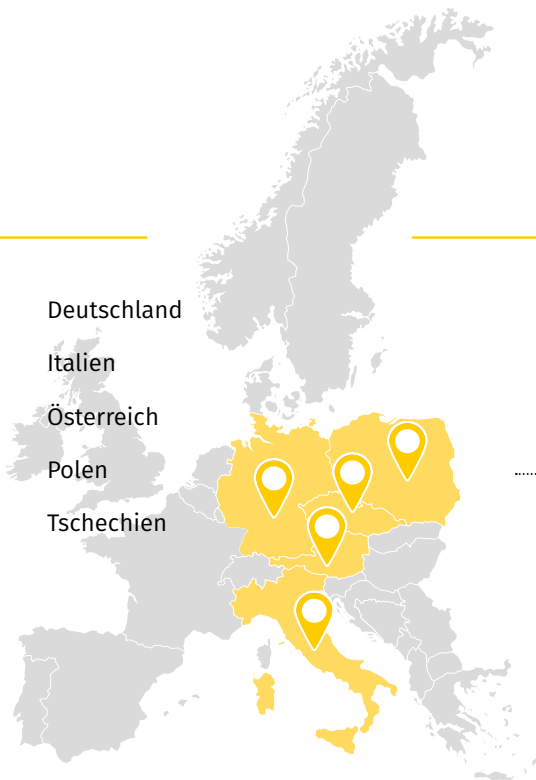 Deutschland
Italien
Österreich
Polen
Tschechien